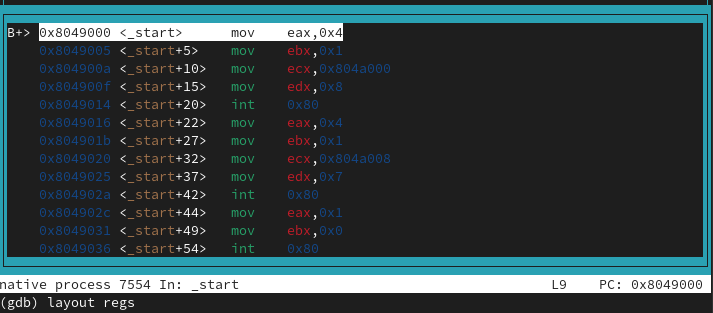 B+> 0x8049000 <_start> mov eax,0x4
0x8049005 <_start+5> mov ebx,0x1
0x804900a <_start+10> mov ecx,0x804a000
0x804900f <_start+15> mov edx,0x8
0x8049014 <_start+20> int 0x80
0x8049016 <_start+22> mov eax,0x4
0x804901b <_start+27> mov ebx,0x1
0x8049020 <_start+32> mov ecx,0x804a008
0x8049025 <_start+37> mov edx,0x7
0x804902a <_start+42> int 0x80
0x804902c <_start+44> mov eax,0x1
0x8049031 <_start+49> mov ebx,0x0
0x8049036 <_start+54> int 0x80
native process 7554 In: _start L9 PC: 0x8049000
(gdb) layout regs